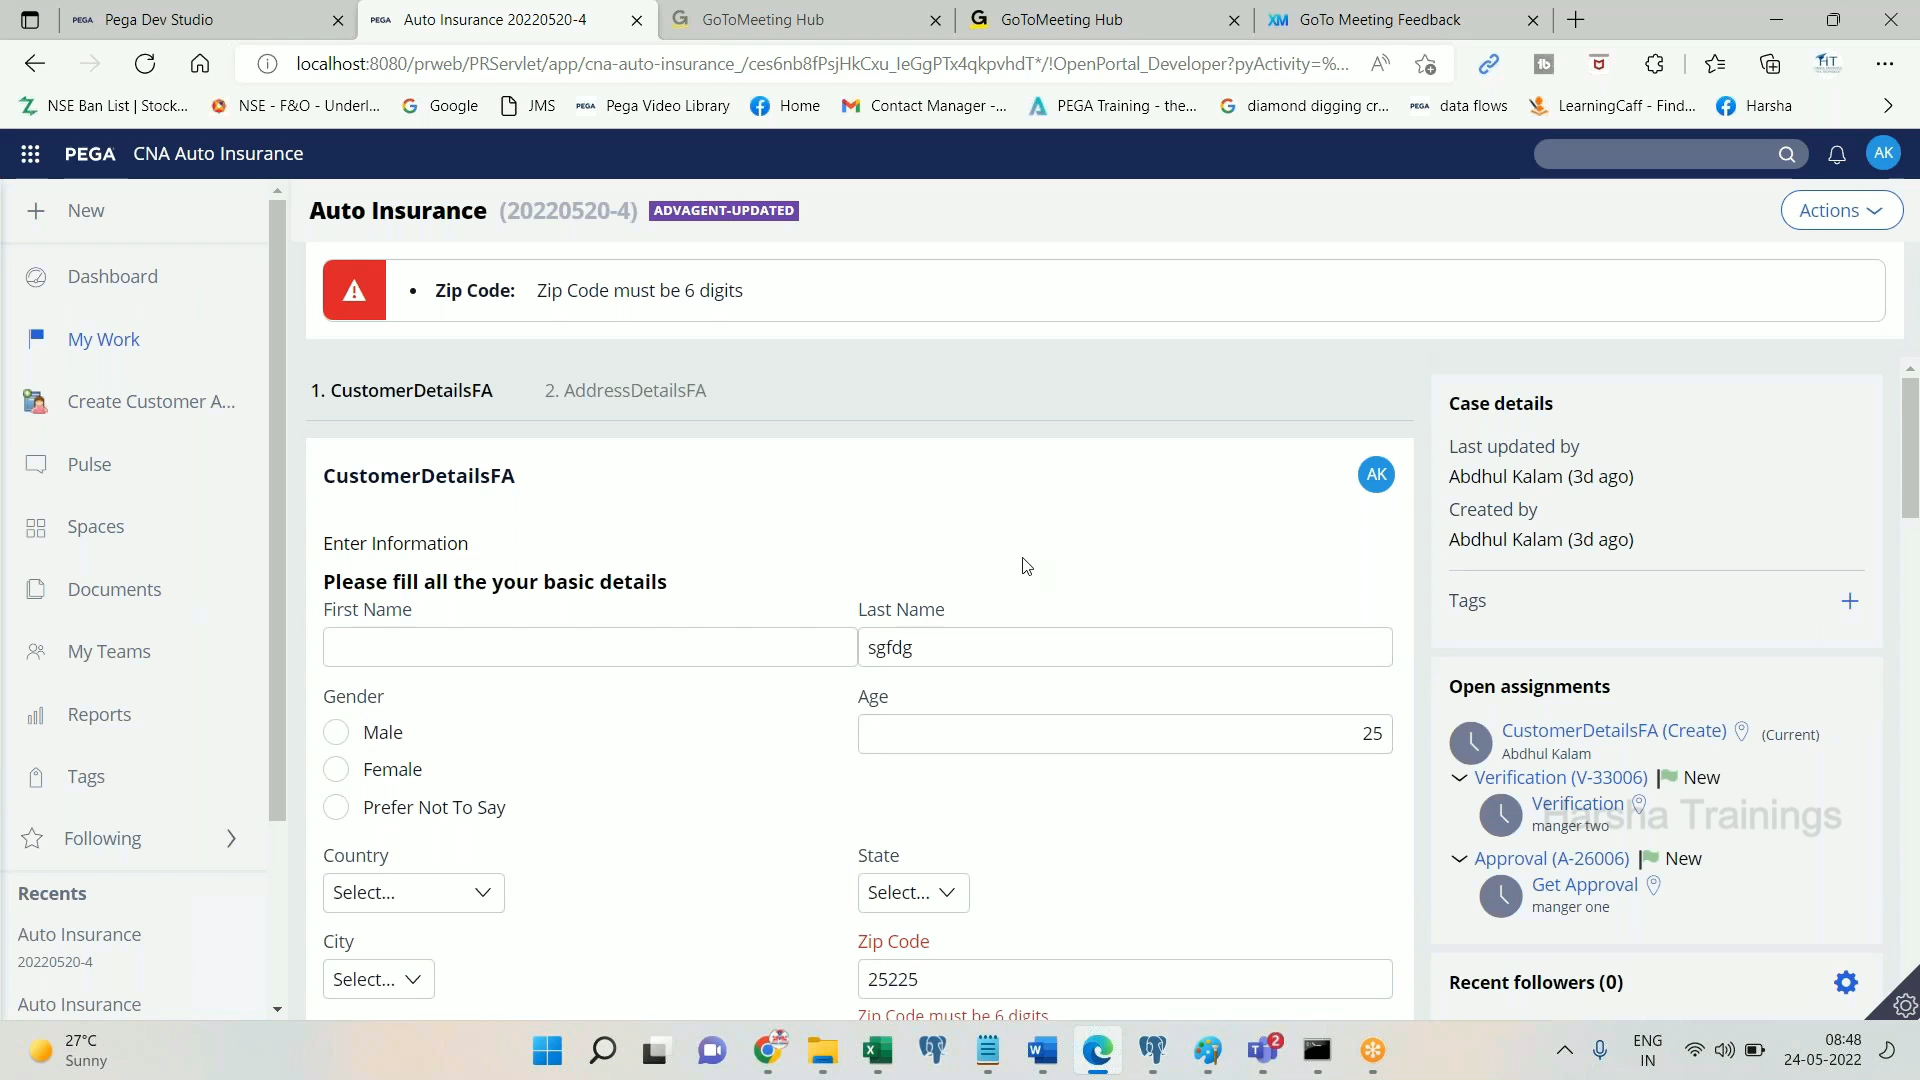 PEGA Pega Dev Studio
PEGA Auto Insurance 20220520-4
GoToMeeting Hub
GoToMeeting Hub
XM GoTo Meeting Feedback
localhost:8080/prweb/PRServlet/app/cna-auto-insurance_/ces6nb8fPsjHkCxu_IeGgPTx4qkpvhdT*/!OpenPortal_Developer?pyActivity=%...
NSE Ban List | Stock...
NSE - F&O - Underl...
Google
JMS
PEGA Pega Video Library
Home
Contact Manager -...
PEGA Training - the...
diamond digging cr...
PEGA data flows
LearningCaff - Find...
Harsha
PEGA CNA Auto Insurance
AK
New
Dashboard
My Work
Create Customer A...
Pulse
Spaces
Documents
My Teams
Reports
Tags
Following
Recents
Auto Insurance
20220520-4
Auto Insurance
Auto Insurance (20220520-4) ADVAGENT-UPDATED
Actions
• Zip Code: Zip Code must be 6 digits
1. CustomerDetailsFA 2. AddressDetailsFA
CustomerDetailsFA
AK
Enter Information
Please fill all the your basic details
First Name Last Name
sgfdg
Gender Age
Male 25
Female
Prefer Not To Say
Country State
Select... Select...
City Zip Code
Select... 25225
Zip Code must be 6 digits
Case details
Last updated by
Abdhul Kalam (3d ago)
Created by
Abdhul Kalam (3d ago)
Tags
Open assignments
CustomerDetailsFA (Create) (Current)
Abdhul Kalam
Verification (V-33006) New
Verification
manger two
Harsha Trainings
Approval (A-26006) New
Get Approval
manger one
Recent followers (0)
27°C
Sunny
2
ENG
IN
08:48
24-05-2022